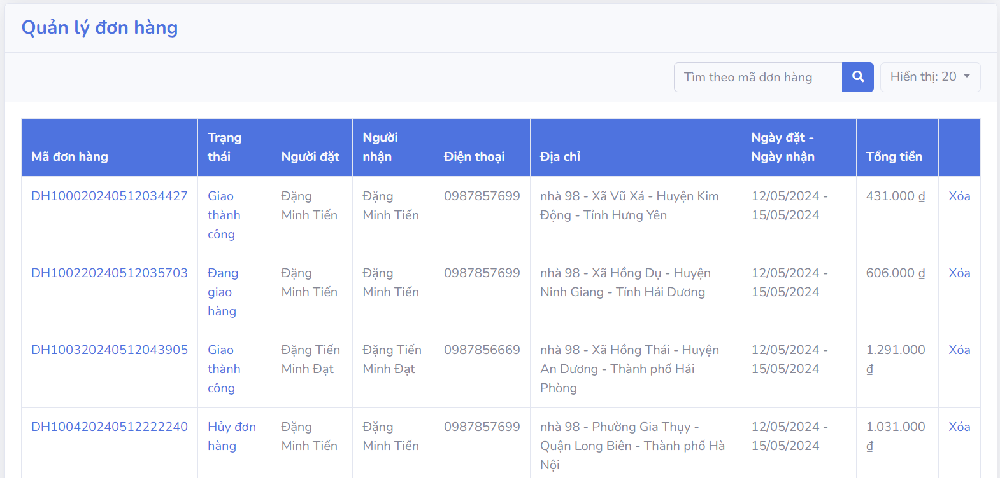 Quản lý đơn hàng
Tìm theo mã đơn hàng
Hiển thị: 20
Mã đơn hàng
Trạng
thái
Người đặt
Người
nhận
Điện thoại
Địa chỉ
Ngày đặt -
Ngày nhận
Tổng tiền
DH100020240512034427
Giao
thành
công
Đặng
Minh Tiến
Đặng
Minh Tiến
0987857699
nhà 98 - Xã Vũ Xá - Huyện Kim
Động - Tỉnh Hưng Yên
12/05/2024 -
15/05/2024
431.000 ₫
Xóa
DH100220240512035703
Đang
giao
hàng
Đặng
Minh Tiến
Đặng
Minh Tiến
0987857699
nhà 98 - Xã Hồng Dụ - Huyện
Ninh Giang - Tỉnh Hải Dương
12/05/2024 -
15/05/2024
606.000 ₫
Xóa
DH100320240512043905
Giao
thành
công
Đặng Tiến
Minh Đạt
Đặng Tiến
Minh Đạt
0987856669
nhà 98 - Xã Hồng Thái - Huyện
An Dương - Thành phố Hải
Phòng
12/05/2024 -
15/05/2024
1.291.000
₫
Xóa
DH100420240512222240
Hủy đơn
hàng
Đặng
Minh Tiến
Đặng
Minh Tiến
0987857699
nhà 98 - Phường Gia Thụy -
Quận Long Biên - Thành phố Hà
Nội
12/05/2024 -
15/05/2024
1.031.000
₫
Xóa